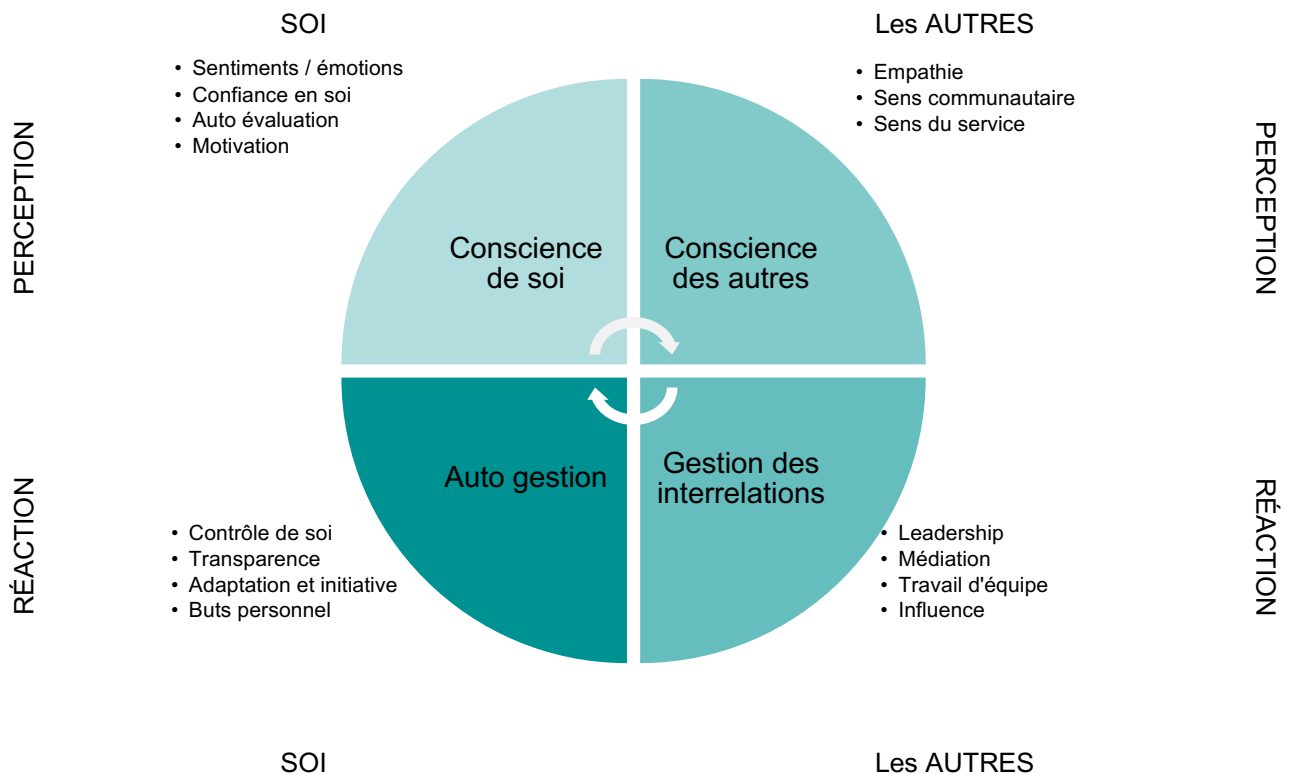 SOI
Les AUTRES
• Sentiments / émotions
• Confiance en soi
• Auto évaluation
• Motivation
• Empathie
• Sens communautaire
• Sens du service
PERCEPTION
PERCEPTION
Conscience
de soi
Conscience
des autres
Auto gestion
Gestion des
interrelations
RÉACTION
RÉACTION
• Contrôle de soi
• Transparence
• Adaptation et initiative
• Buts personnel
• Leadership
• Médiation
• Travail d'équipe
• Influence
SOI
Les AUTRES